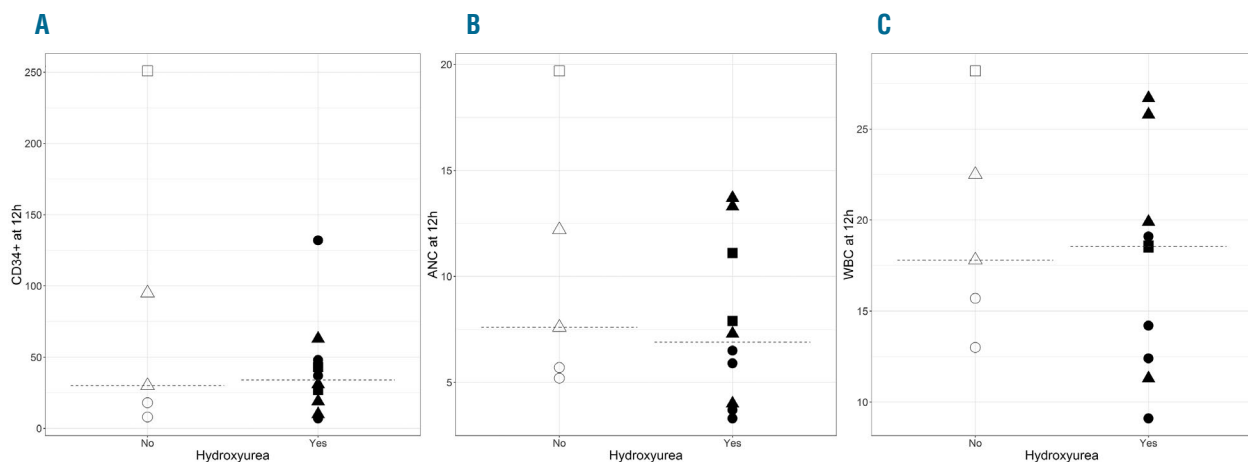 A
CD34+ at 12h
250
200
150
100
50
0
No
Yes
Hydroxyurea
B
ANC at 12h
20
15
10
5
No
Yes
Hydroxyurea
C
WBC at 12h
25
20
15
10
No
Yes
Hydroxyurea